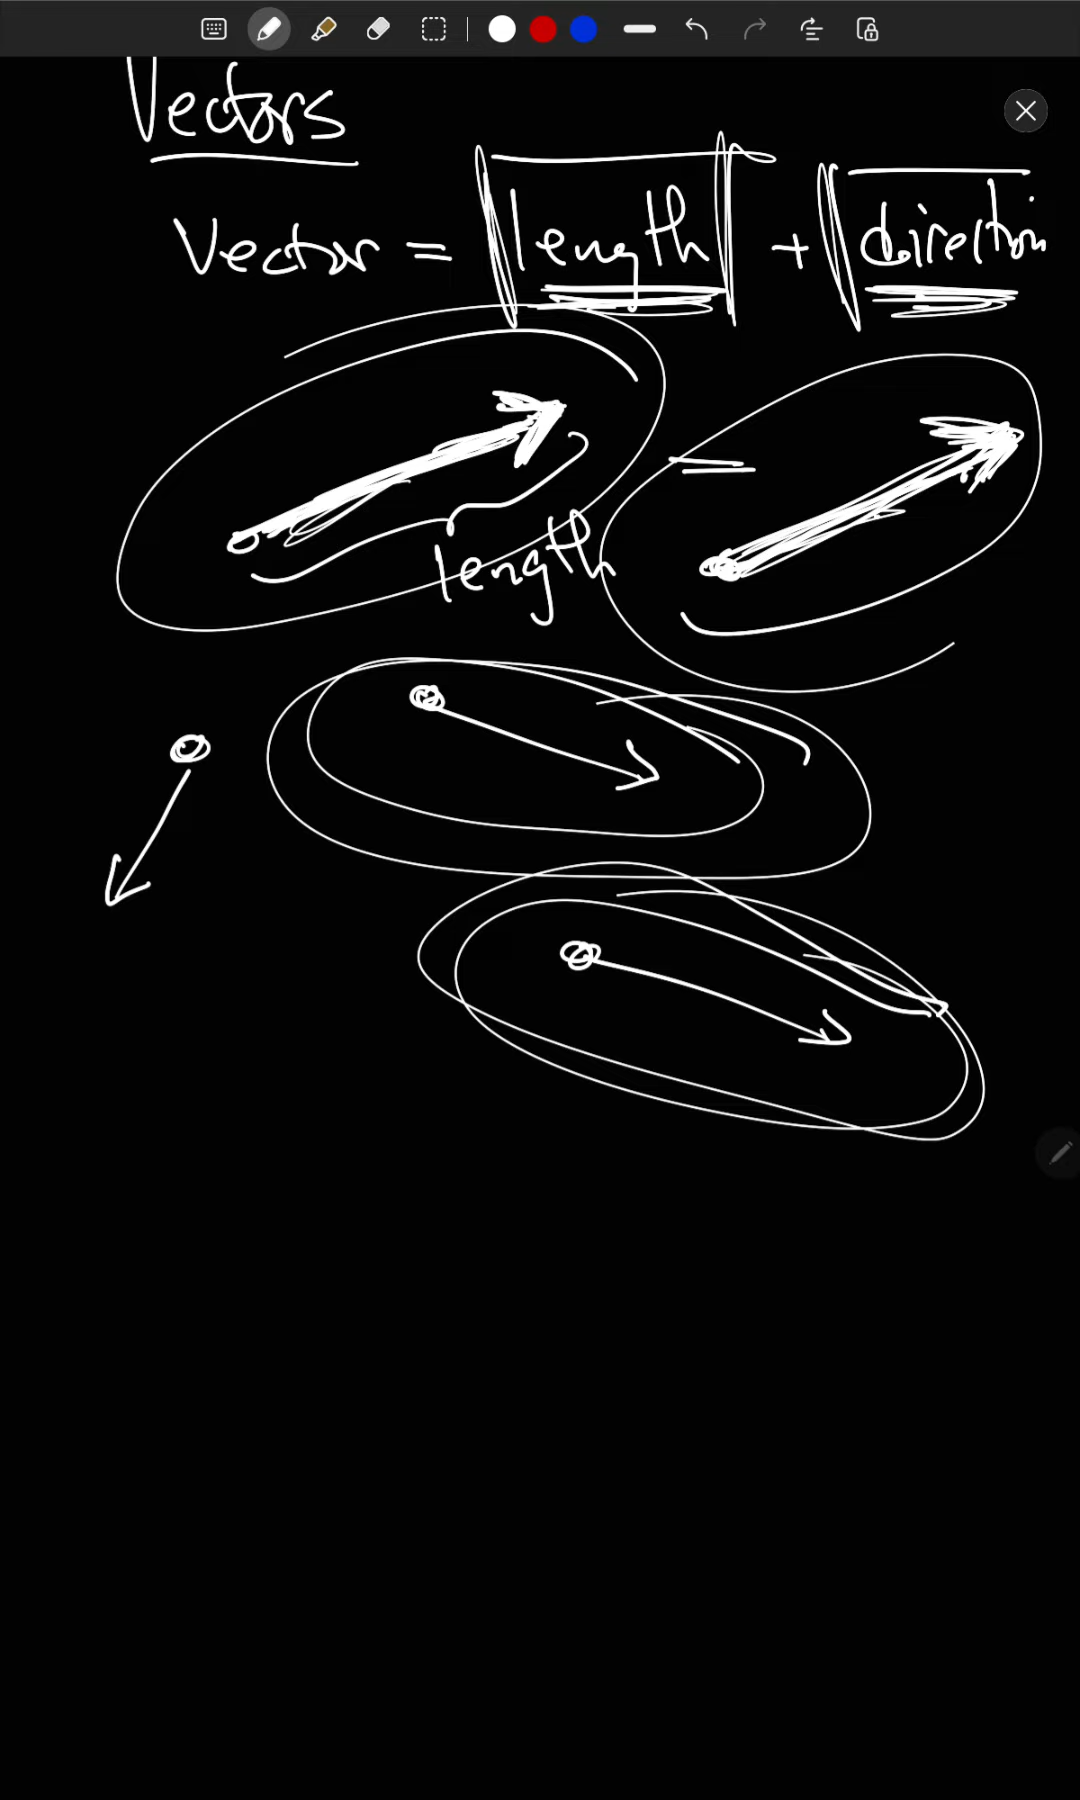 Vectors
Vector = length + direction
=
length